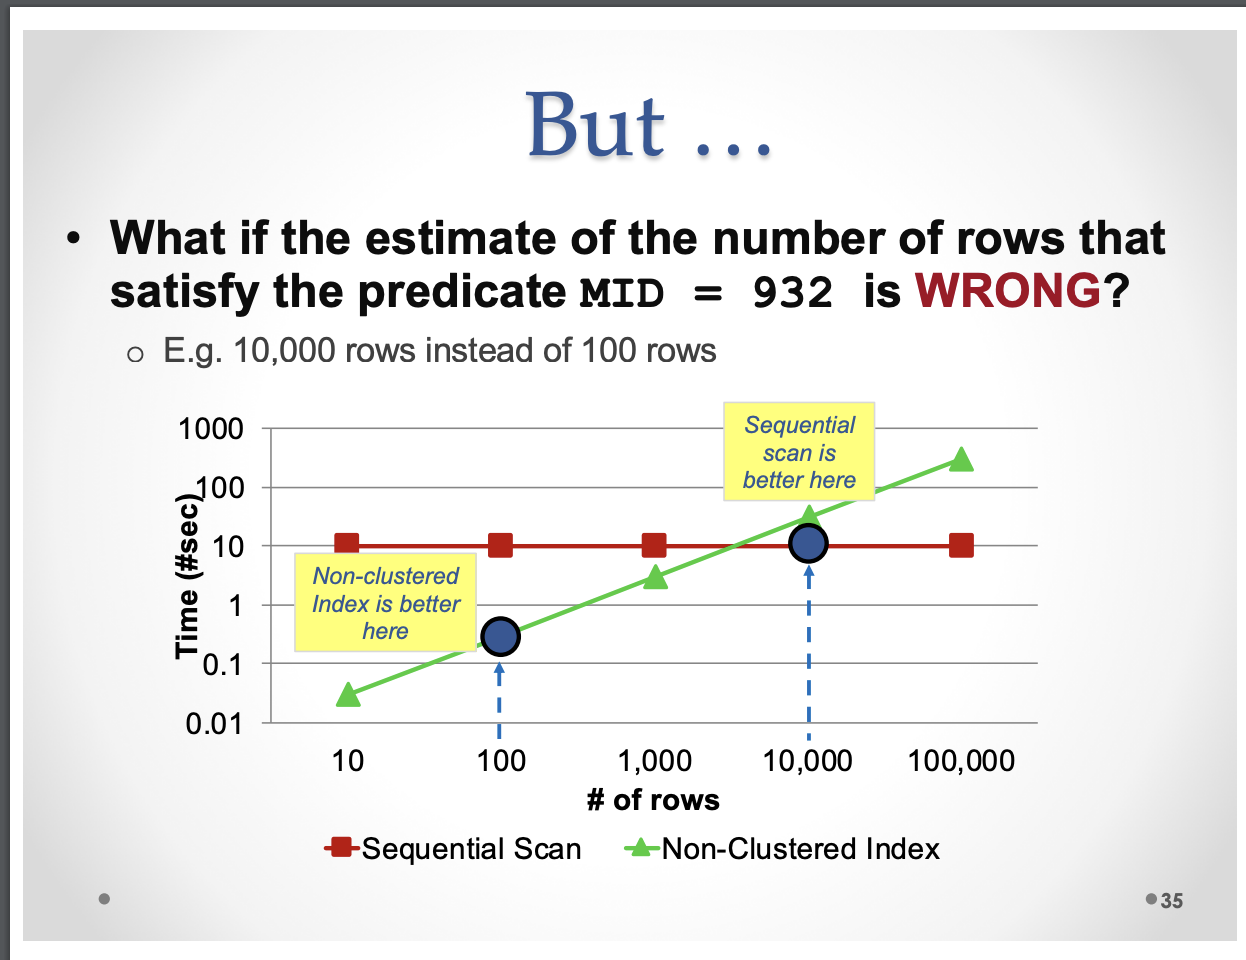 But ...
• What if the estimate of the number of rows that
satisfy the predicate MID = 932 is WRONG?
o E.g. 10,000 rows instead of 100 rows
1000
100
10
1
0.1
0.01
Time (#sec)
Sequential
scan is
better here
Non-clustered
Index is better
here
10 100 1,000 10,000 100,000
# of rows
Sequential Scan Non-Clustered Index
• • 35